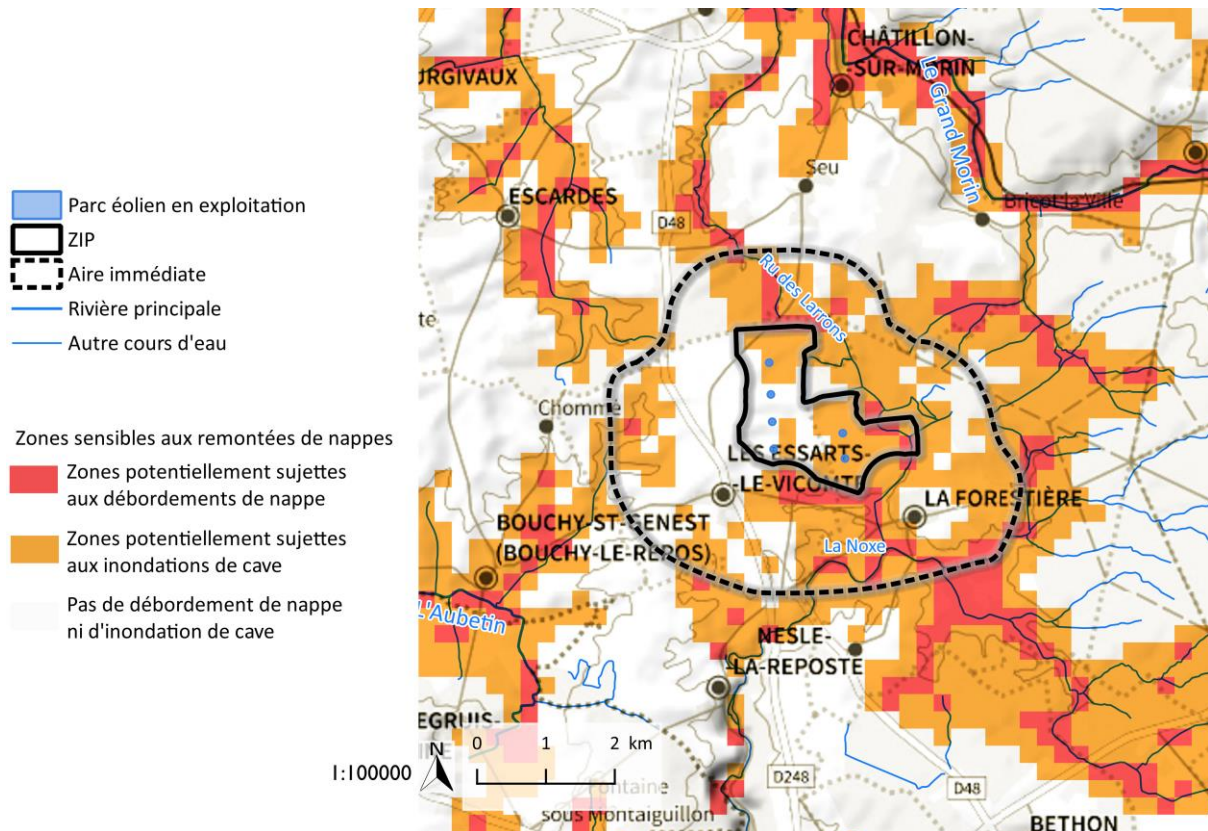 Parc éolien en exploitation
ZIP
Aire immédiate
Rivière principale
Autre cours d'eau
Zones sensibles aux remontées de nappes
Zones potentiellement sujettes
aux débordements de nappe
Zones potentiellement sujettes
aux inondations de cave
Pas de débordement de nappe
ni d'inondation de cave
1:100000
N
0 1 2 km
CHÂTILLON-
-SUR-MORIN
Le Grand Morin
URGIVAUX
Seu
ESCARDES
Bricot-la-Ville
D48
Ru des Larrons
te
Chomme
LES ESSARTS-
-LE-VICOMTE
LA FORESTIÈRE
BOUCHY-ST-GENEST
(BOUCHY-LE-REPOS)
La Noxe
L'Aubetin
NESLE-
-LA-REPOSTE
EGRUIS-
D248
D48
Fontaine
sous Montaiguillon
BETHON